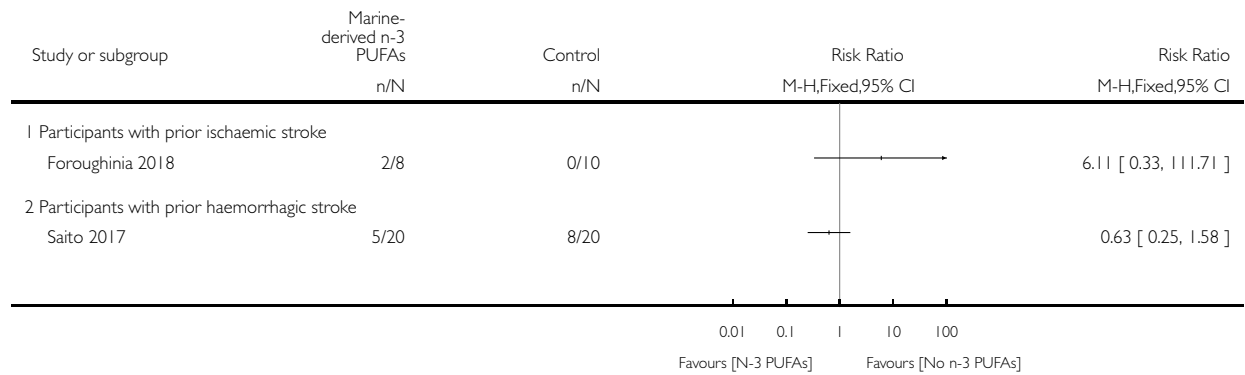 Marine-
derived n-3
Study or subgroup PUFAs Control Risk Ratio Risk Ratio
n/N n/N M-H,Fixed,95% CI M-H,Fixed,95% CI
1 Participants with prior ischaemic stroke
Foroughinia 2018 2/8 0/10 6.11 [ 0.33, 111.71 ]
2 Participants with prior haemorrhagic stroke
Saito 2017 5/20 8/20 0.63 [ 0.25, 1.58 ]
0.01 0.1 1 10 100
Favours [N-3 PUFAs] Favours [No n-3 PUFAs]